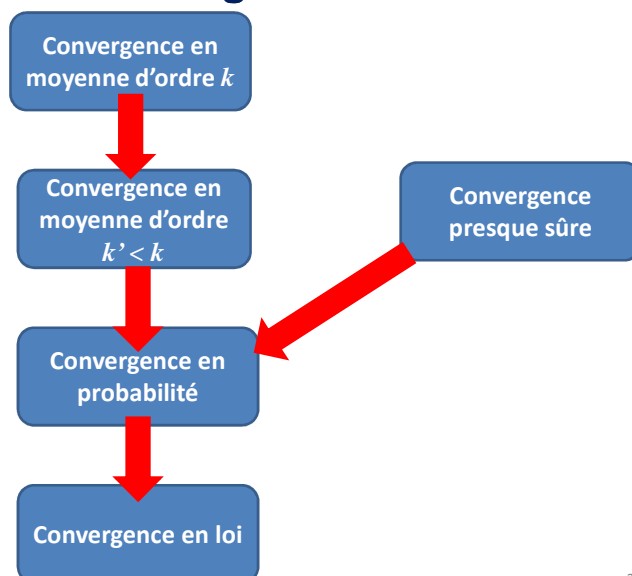 Convergence en
moyenne d'ordre k
Convergence en
moyenne d'ordre
k' < k
Convergence
presque sûre
Convergence en
probabilité
Convergence en loi